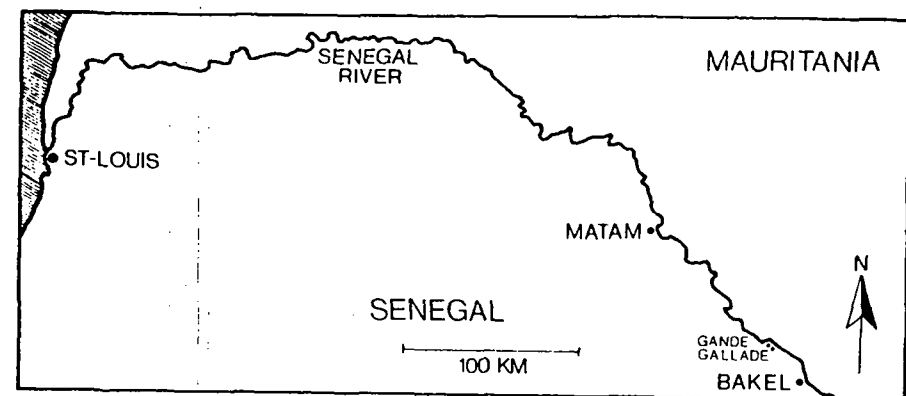 SENEGAL
RIVER
MAURITANIA
ST-LOUIS
MATAM
N
SENEGAL
100 KM
GANDE
GALLADE
BAKEL